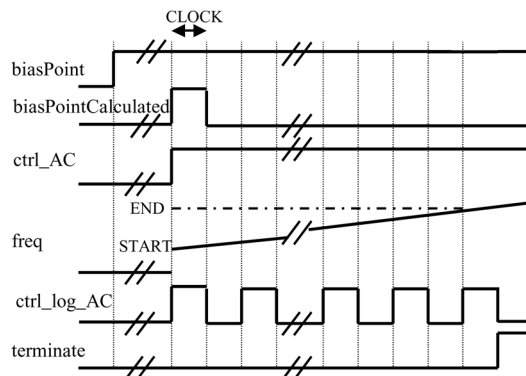 CLOCK
biasPoint
biasPointCalculated
ctrl_AC
END
freq
START
ctrl_log_AC
terminate